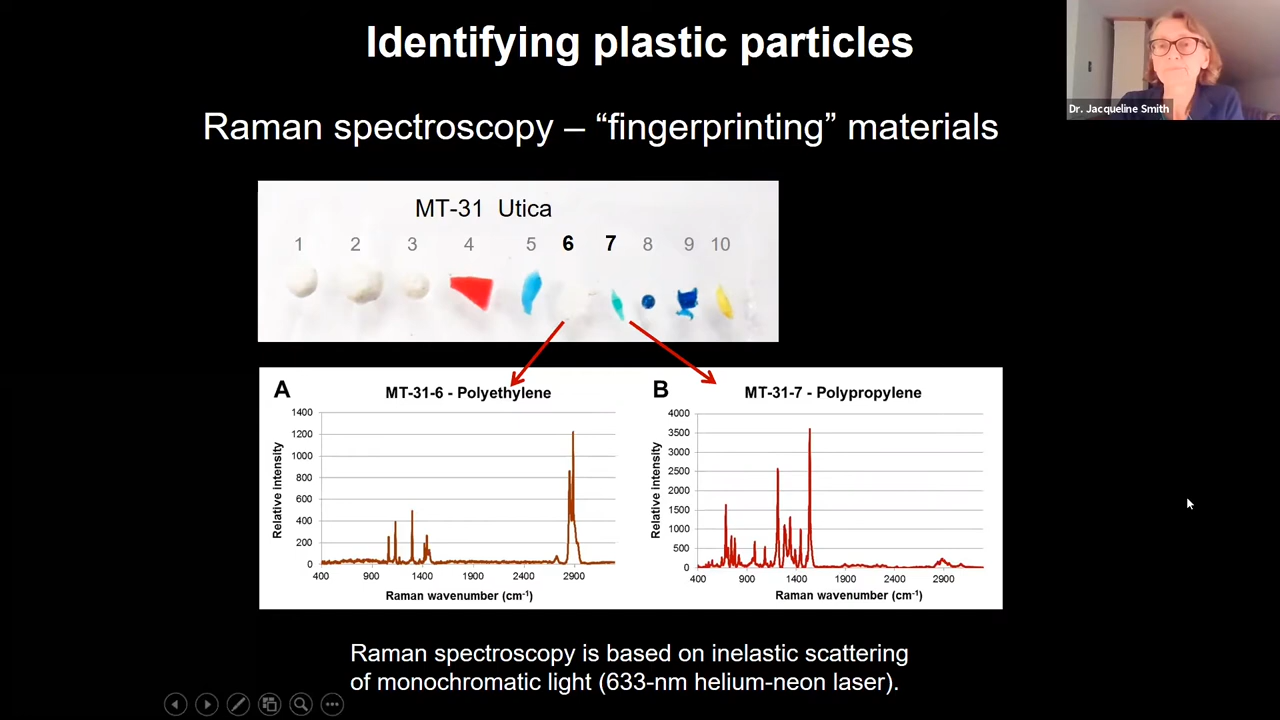 Identifying plastic particles
Dr. Jacqueline Smith
Raman spectroscopy – “fingerprinting” materials
MT-31 Utica
1 2 3 4 5 6 7 8 9 10
A
MT-31-6 - Polyethylene
Relative intensity
1400
1200
1000
800
600
400
200
0
400 900 1400 1900 2400 2900
Raman wavenumber (cm⁻¹)
B
MT-31-7 - Polypropylene
Relative intensity
4000
3500
3000
2500
2000
1500
1000
500
0
400 900 1400 1900 2400 2900
Raman wavenumber (cm⁻¹)
Raman spectroscopy is based on inelastic scattering
of monochromatic light (633-nm helium-neon laser).